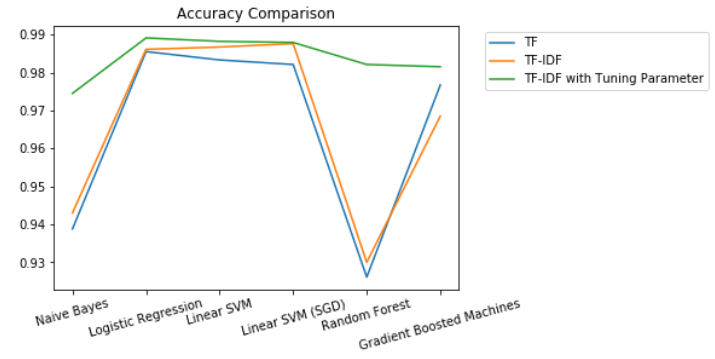 Accuracy Comparison
0.99
0.98
0.97
0.96
0.95
0.94
0.93
Naive Bayes
Logistic Regression
Linear SVM
Linear SVM (SGD)
Random Forest
Gradient Boosted Machines
TF
TF-IDF
TF-IDF with Tuning Parameter